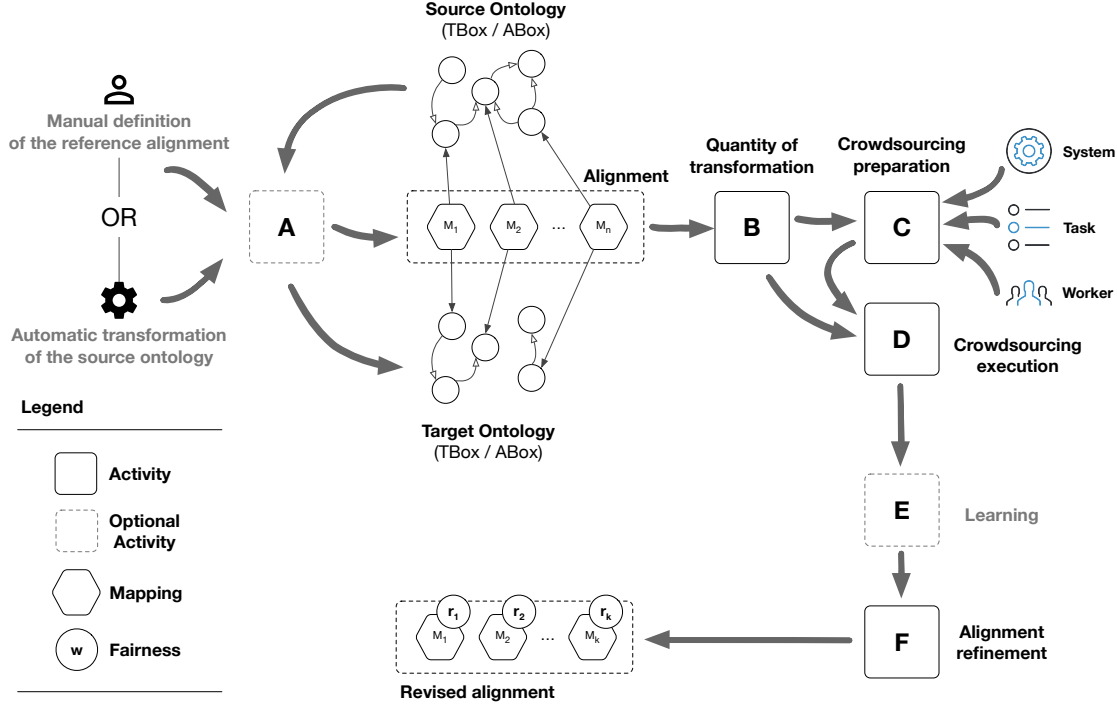 Source Ontology
(TBox / ABox)
Manual definition
of the reference alignment
OR
Automatic transformation
of the source ontology
A
Alignment
M1
M2
...
Mn
Target Ontology
(TBox / ABox)
Quantity of
transformation
B
Crowdsourcing
preparation
C
System
Task
Worker
D
Crowdsourcing
execution
E
Learning
F
Alignment
refinement
r1
r2
rk
M1
M2
...
Mk
Revised alignment
Legend
Activity
Optional
Activity
Mapping
w
Fairness